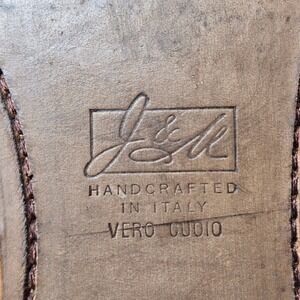 J&M
HANDCRAFTED
IN ITALY
VERO CUOIO